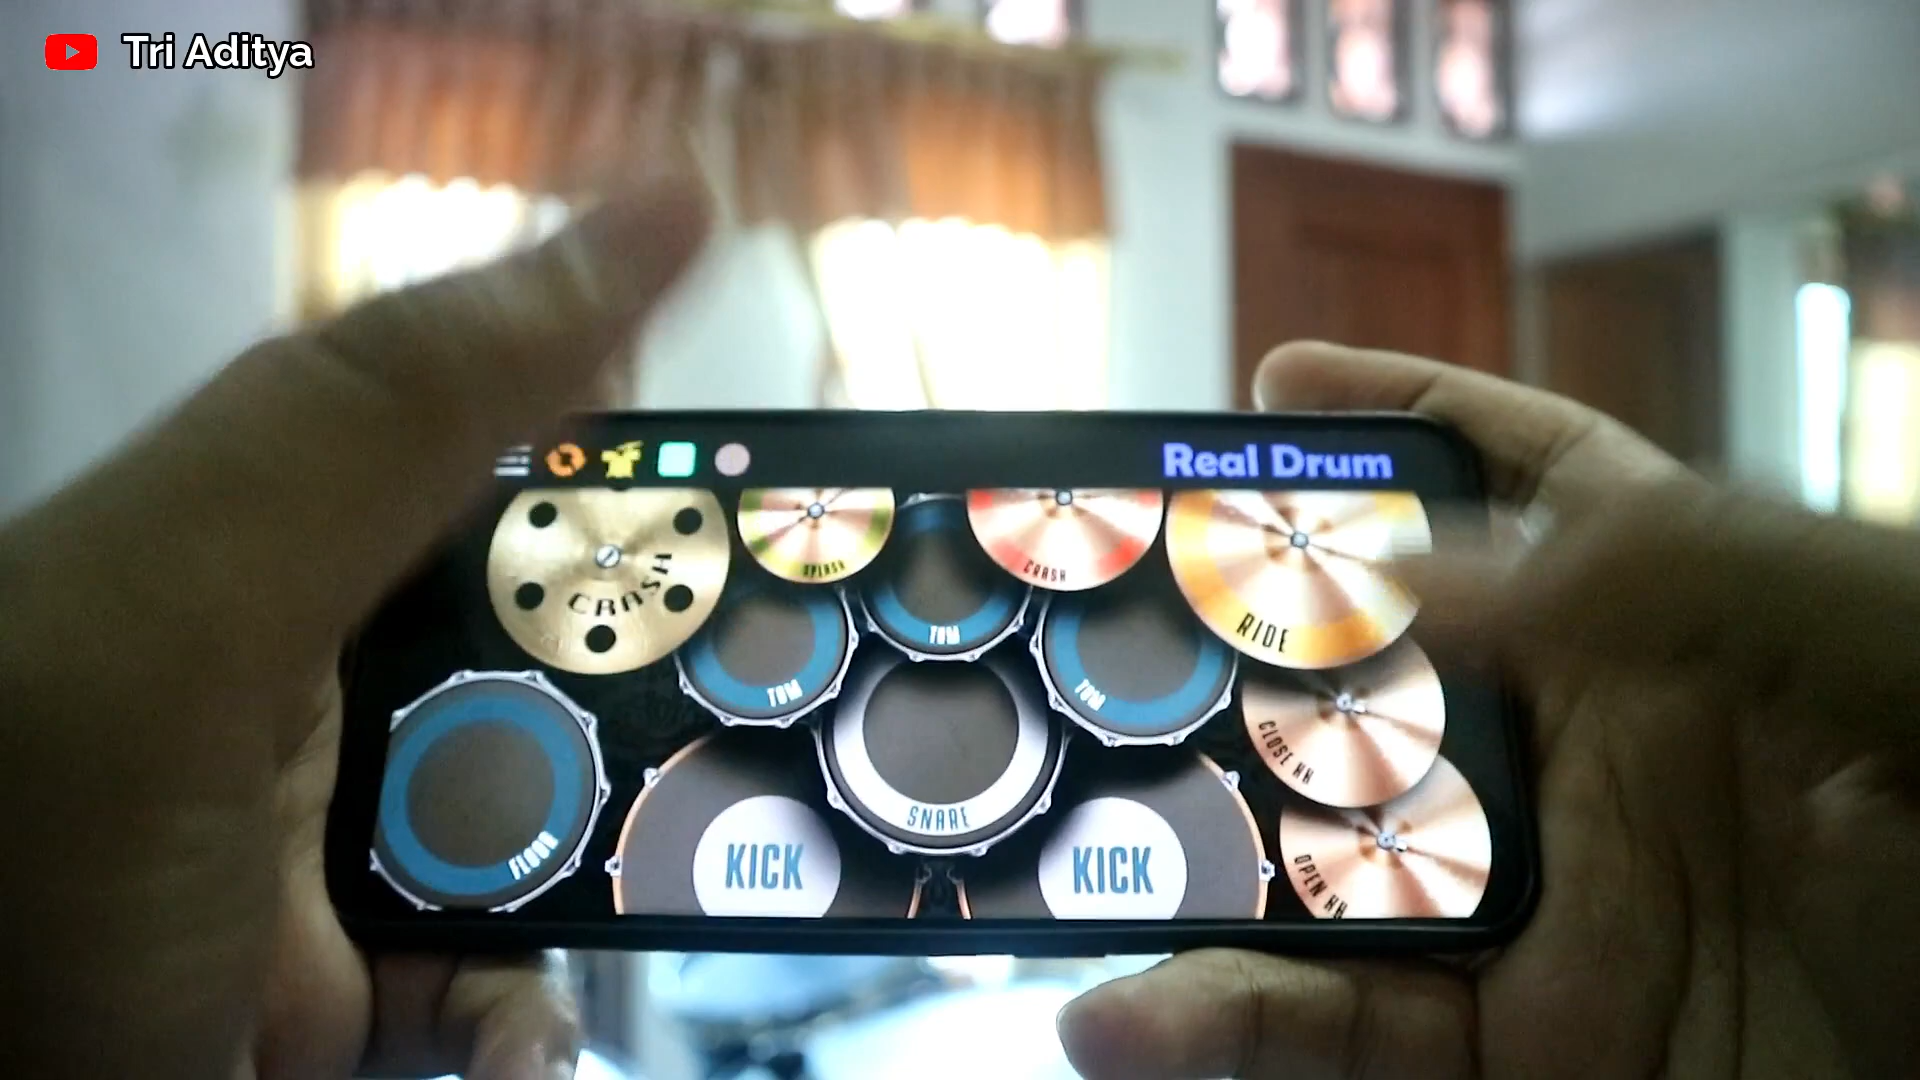 Tri Aditya
Real Drum
CRASH
SPLASH
CRASH
RIDE
TOM
TOM
TOM
CLOSE HH
SNARE
FLOOR
KICK
KICK
OPEN HH